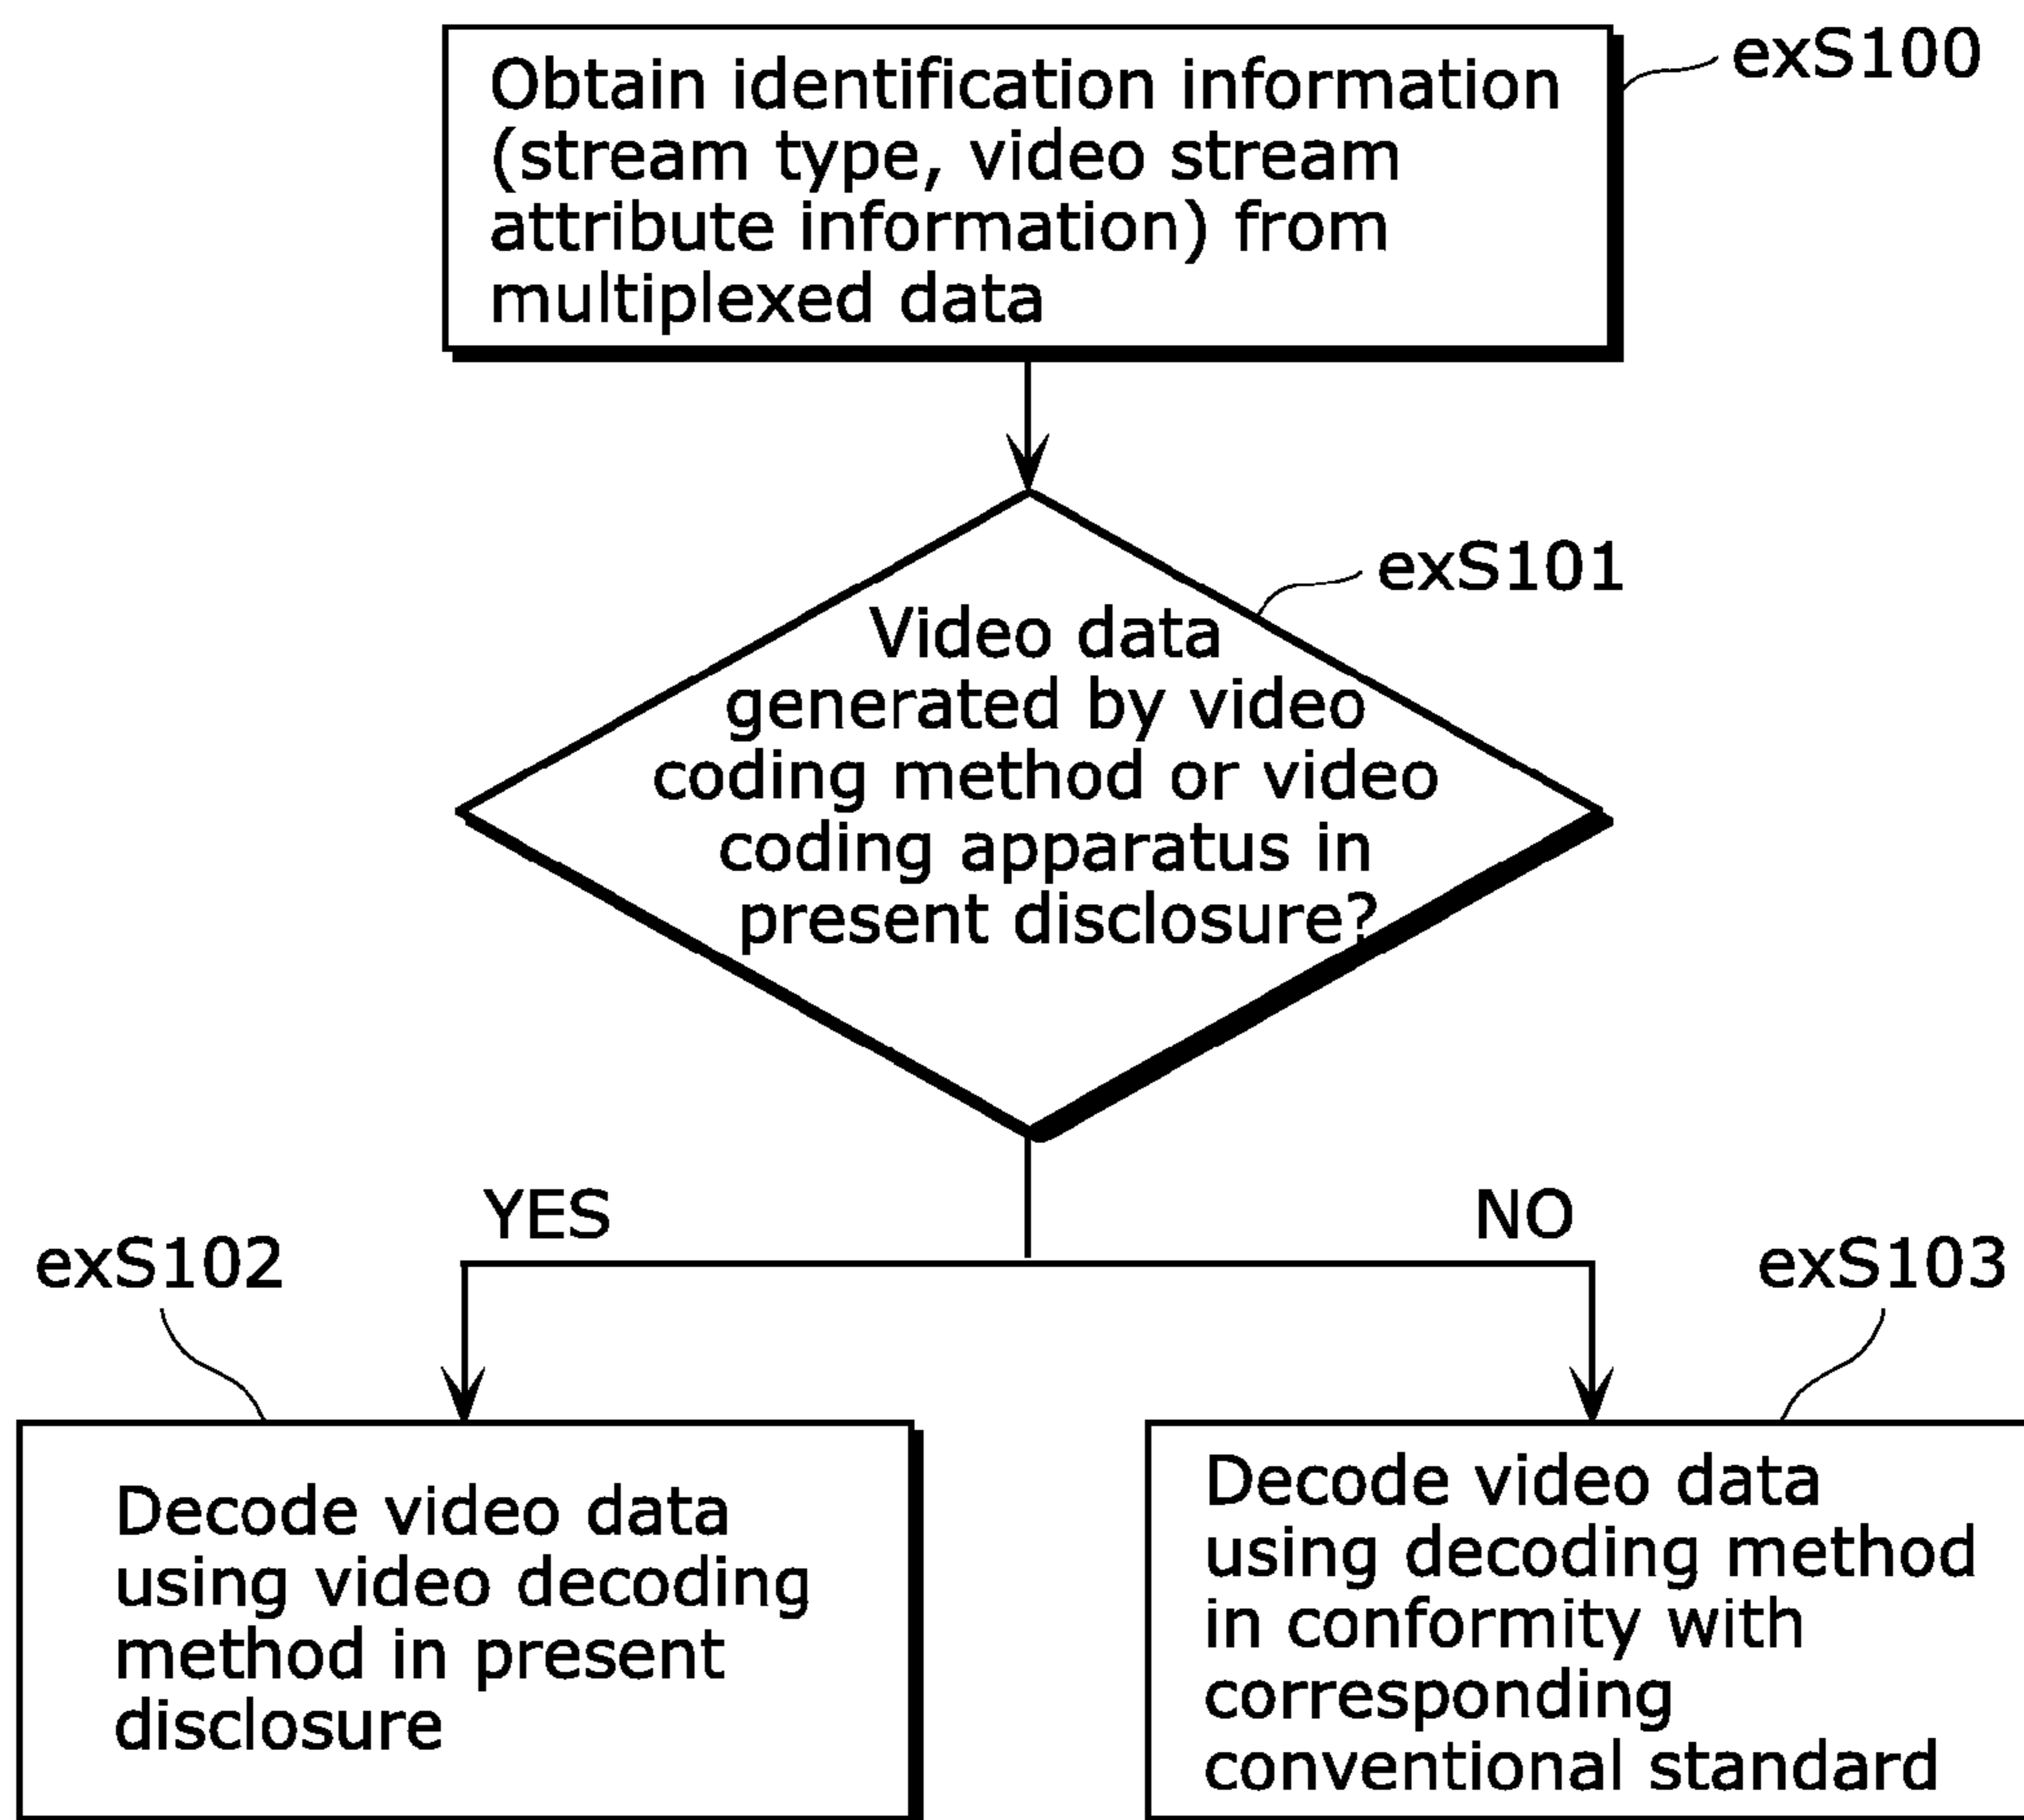 exS100
Obtain identification information
(stream type, video stream
attribute information) from
multiplexed data
exS101
Video data
generated by video
coding method or video
coding apparatus in
present disclosure?
YES
NO
exS102
exS103
Decode video data
using video decoding
method in present
disclosure
Decode video data
using decoding method
in conformity with
corresponding
conventional standard